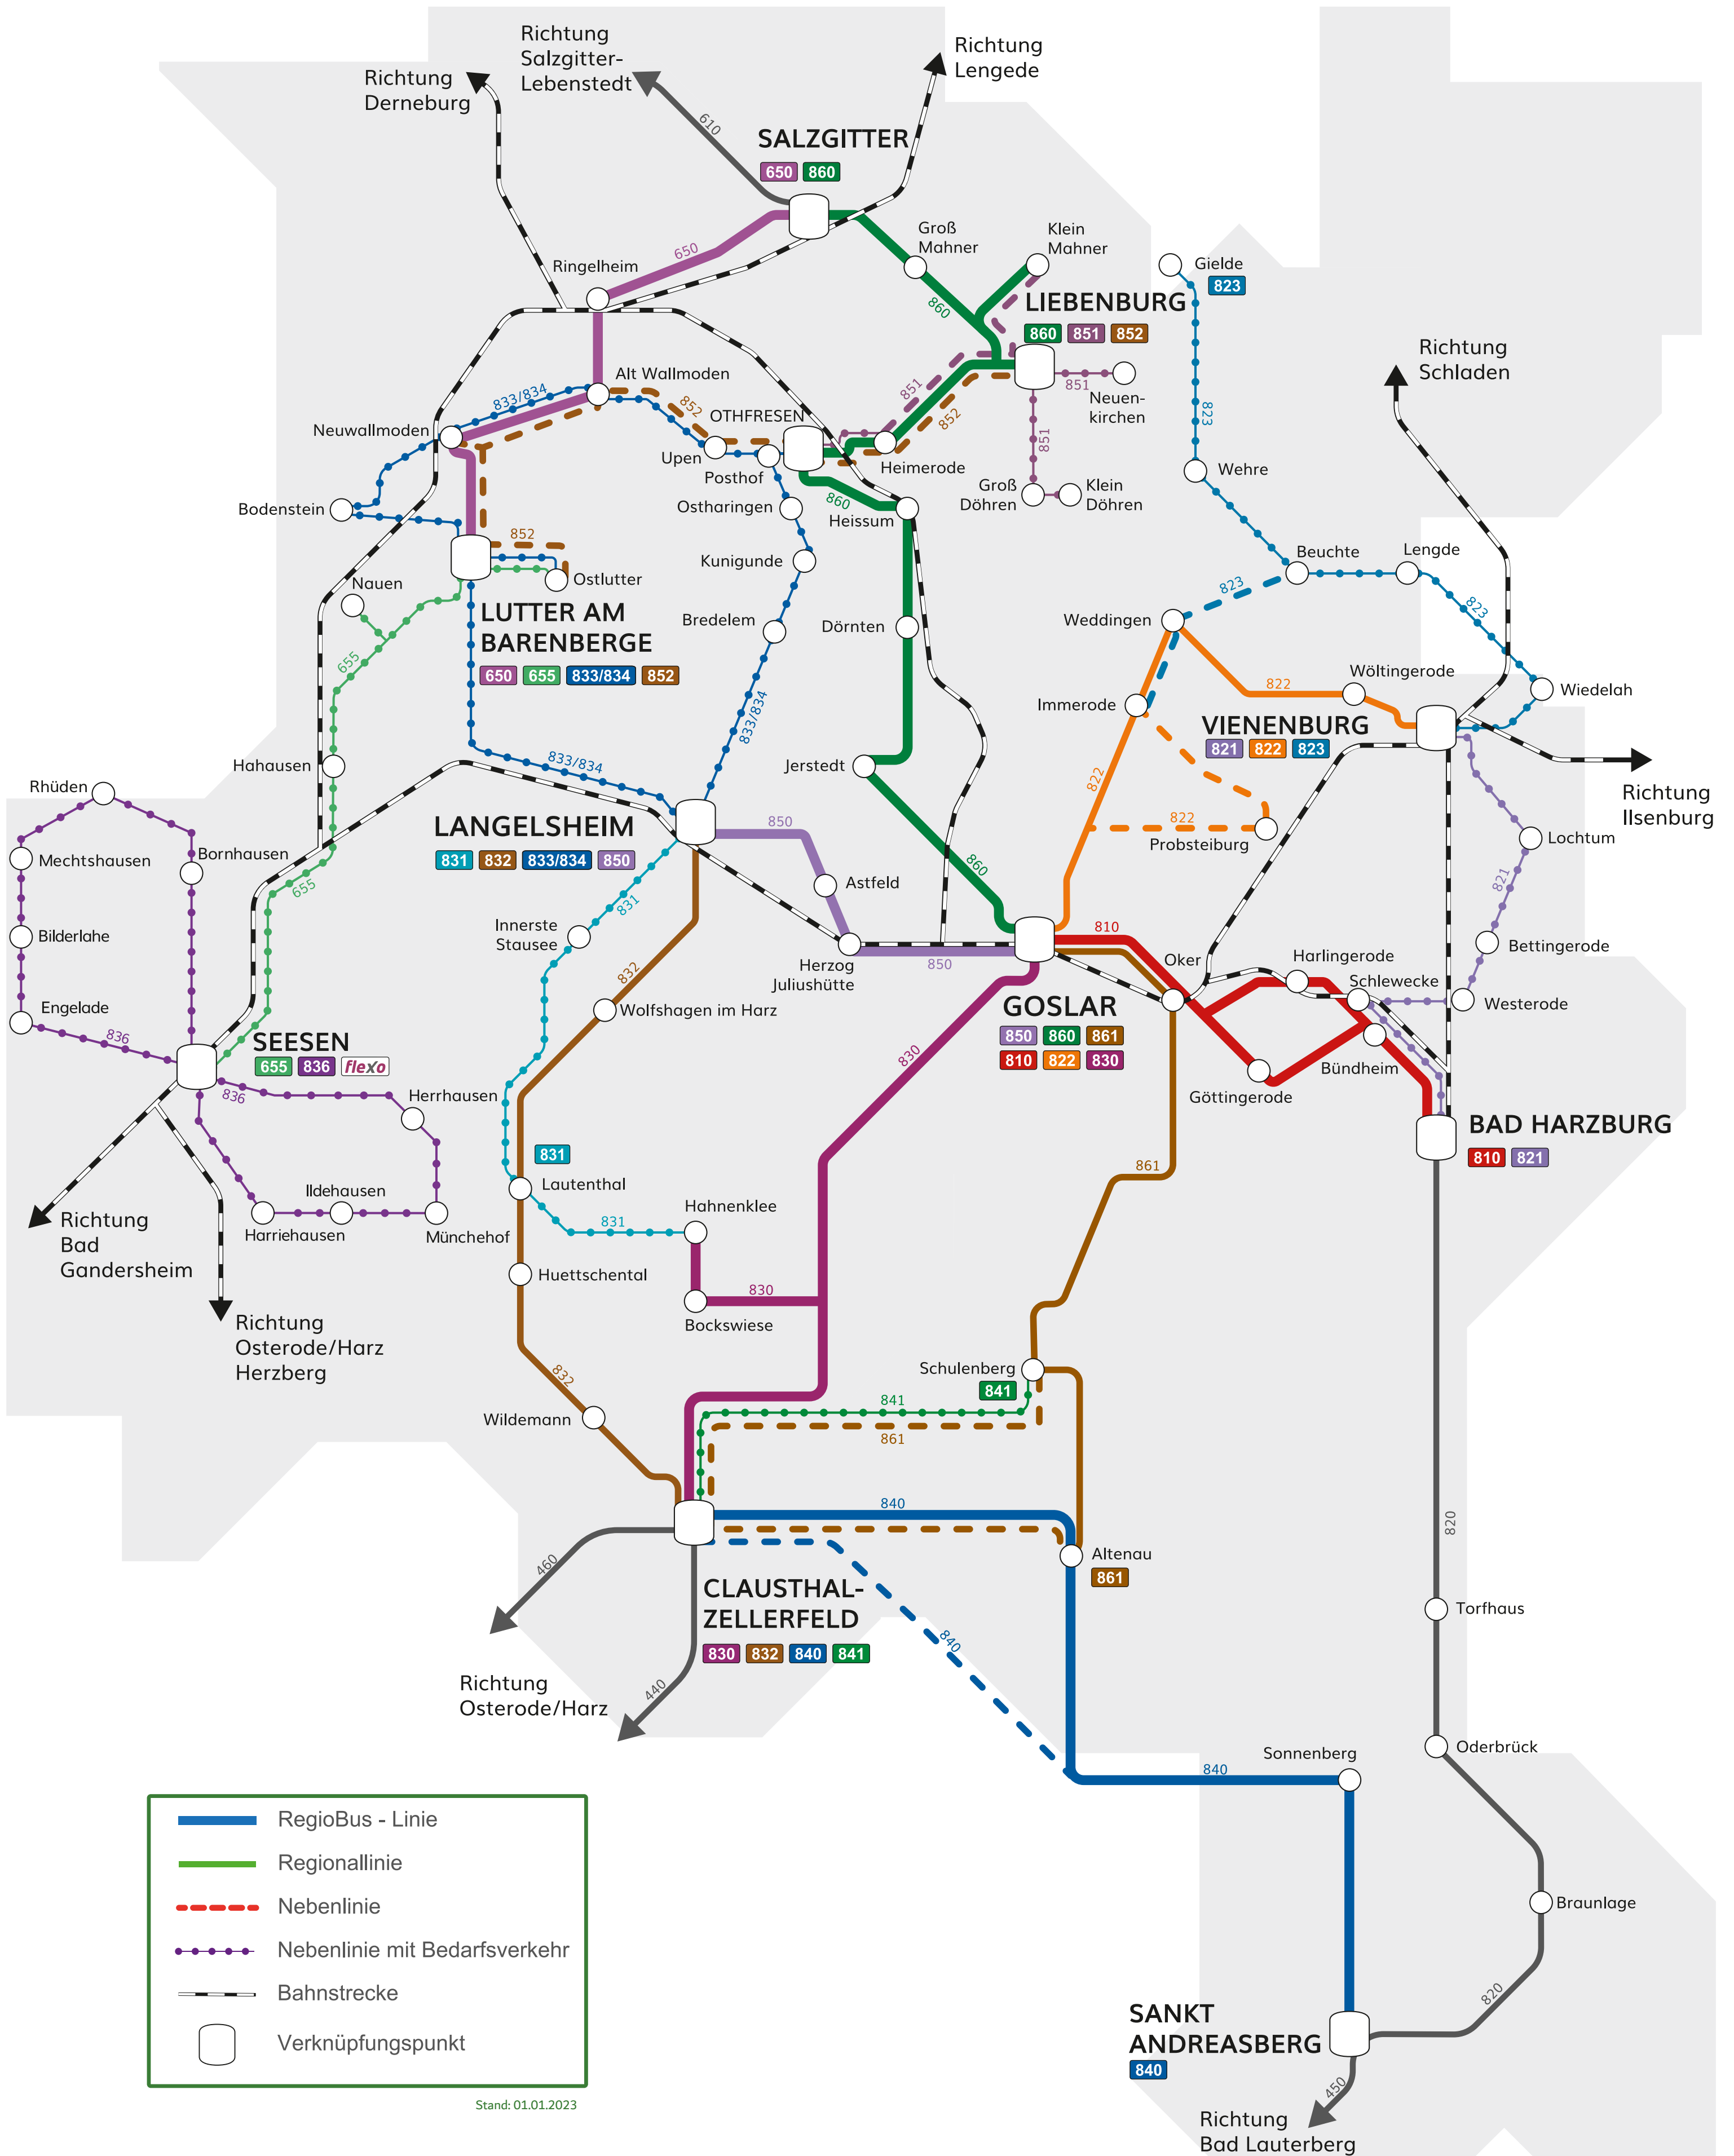 Richtung
Salzgitter-
Lebenstedt
Richtung
Lengede
Richtung
Derneburg
610
SALZGITTER
650 860
Groß
Mahner
Klein
Mahner
Gielde
823
650
Ringelheim
860
LIEBENBURG
860 851 852
Richtung
Schladen
Alt Wallmoden
833/834
852
OTHFRESEN
851
852
851
Neuen-
kirchen
823
Neuwallmoden
Upen
Posthof
Heimerode
851
Wehre
Bodenstein
Ostharingen
860
Heissum
Groß
Döhren
Klein
Döhren
852
Kunigunde
Beuchte
Lengde
Nauen
Ostlutter
823
823
LUTTER AM
BARENBERGE
650 655 833/834 852
Bredelem
Dörnten
Weddingen
655
Wöltingerode
822
Wiedelah
833/834
Immerode
VIENENBURG
821 822 823
Hahausen
833/834
Jerstedt
822
Rhüden
Richtung
Ilsenburg
LANGELSHEIM
831 832 833/834 850
850
822
Probsteiburg
Lochtum
Mechtshausen
Bornhausen
860
Astfeld
655
831
821
Innerste
Stausee
810
Bilderlahe
Bettingerode
Herzog
Juliushütte
850
Oker
Harlingerode
Schlewecke
832
GOSLAR
850 860 861
810 822 830
Westerode
Engelade
Wolfshagen im Harz
836
SEESEN
655 836 flexo
830
Bündheim
836
Herrhausen
Göttingerode
BAD HARZBURG
810 821
831
861
Lautenthal
Ildehausen
Hahnenklee
831
Richtung
Bad
Gandersheim
Harriehausen
Münchehof
Huettschental
830
Bockswiese
Richtung
Osterode/Harz
Herzberg
832
Schulenberg
841
841
Wildemann
861
840
820
460
Altenau
861
CLAUSTHAL-
ZELLERFELD
830 832 840 841
Torfhaus
840
Richtung
Osterode/Harz
440
Oderbrück
Sonnenberg
840
RegioBus - Linie
Regionallinie
Nebenlinie
Nebenlinie mit Bedarfsverkehr
Bahnstrecke
Verknüpfungspunkt
Stand: 01.01.2023
Braunlage
820
SANKT
ANDREASBERG
840
450
Richtung
Bad Lauterberg